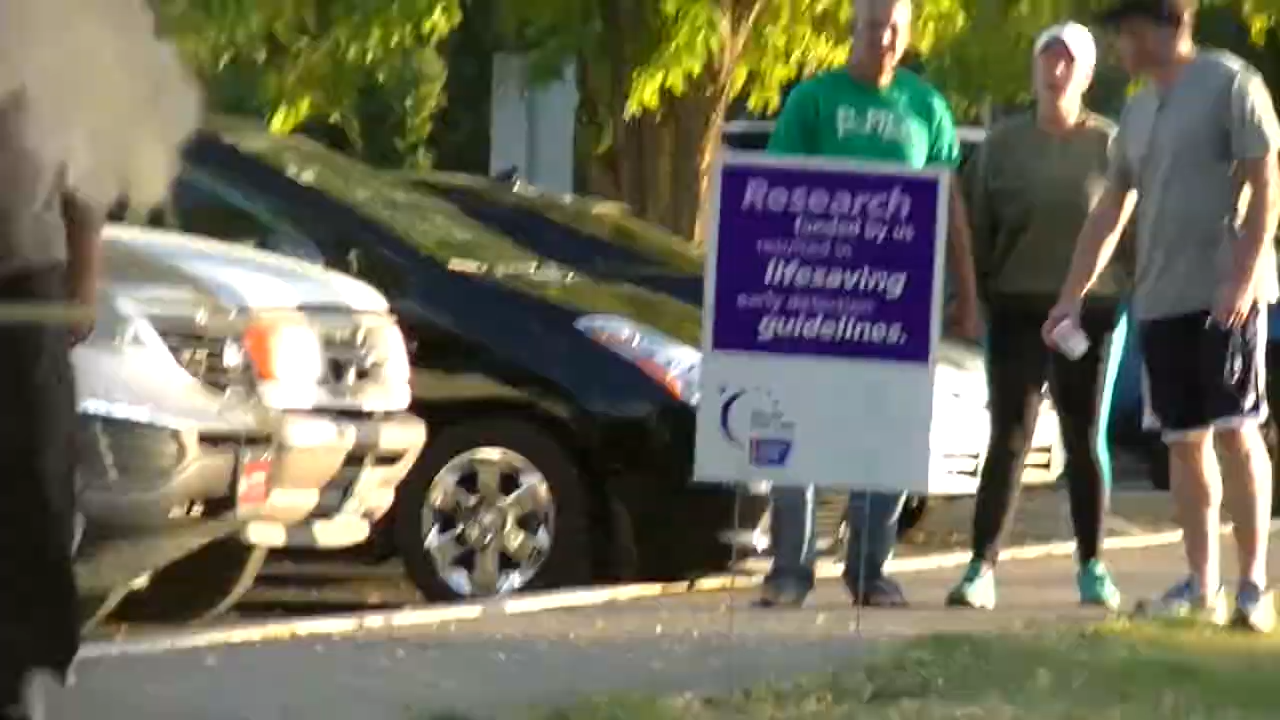 Research
funded by us
resulted in
lifesaving
early detection
guidelines.